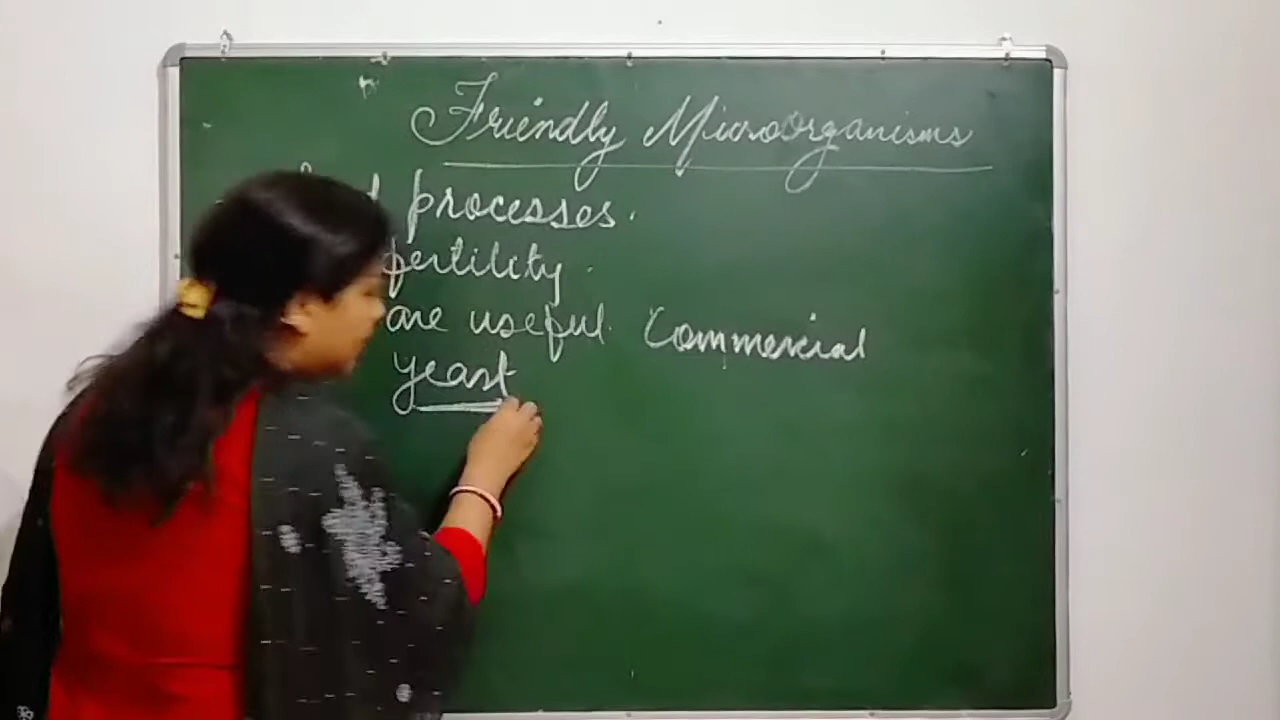 Friendly Microorganisms
processes.
fertility.
are useful. Commercial
yeast